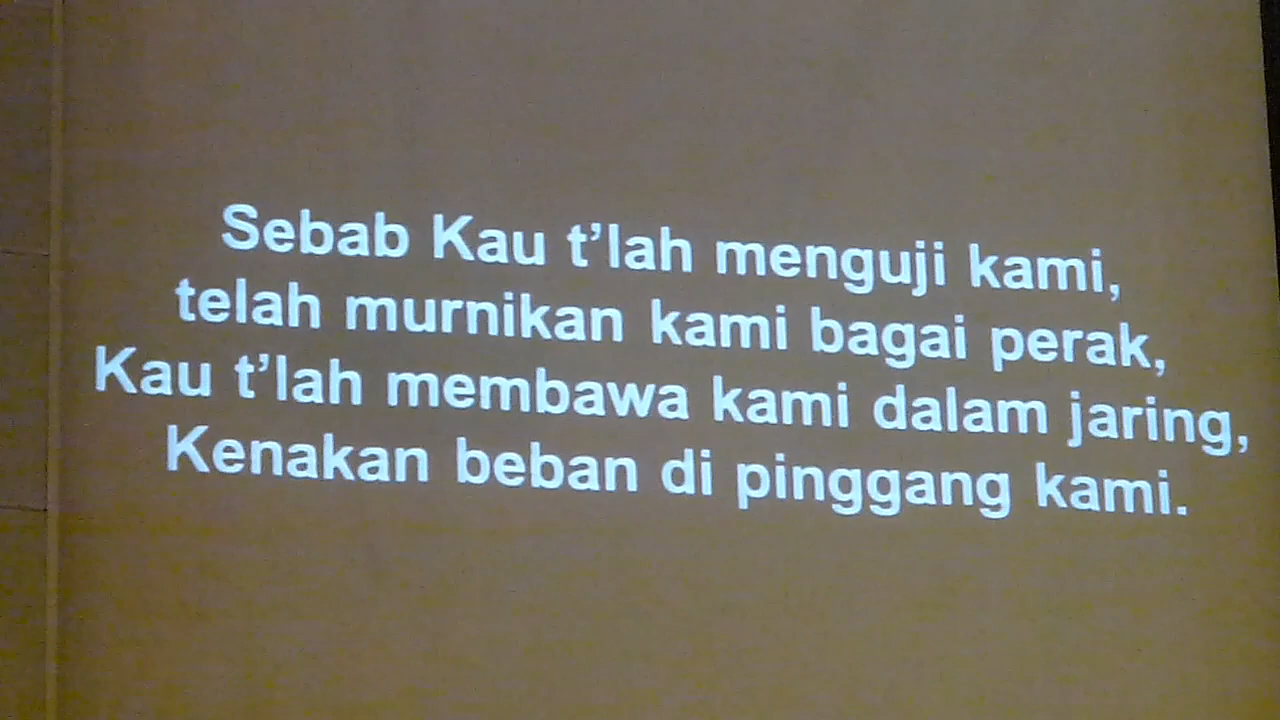 Sebab Kau t’lah menguji kami,
telah murnikan kami bagai perak,
Kau t’lah membawa kami dalam jaring,
Kenakan beban di pinggang kami.